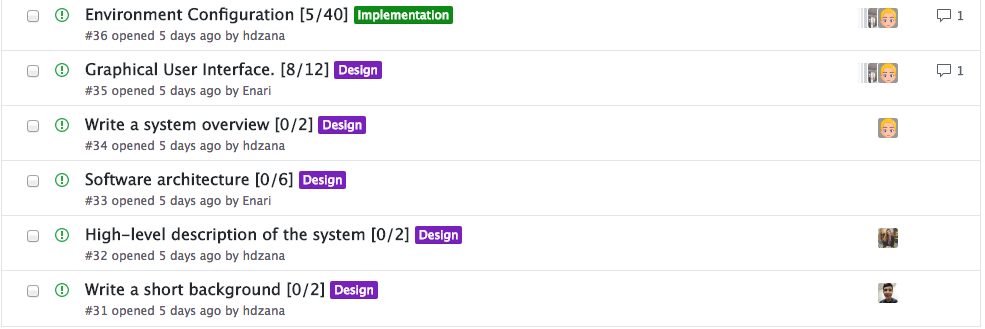 Environment Configuration [5/40] Implementation
1
#36 opened 5 days ago by hdzana
Graphical User Interface. [8/12] Design
1
#35 opened 5 days ago by Enari
Write a system overview [0/2] Design
#34 opened 5 days ago by hdzana
Software architecture [0/6] Design
#33 opened 5 days ago by Enari
High-level description of the system [0/2] Design
#32 opened 5 days ago by hdzana
Write a short background [0/2] Design
#31 opened 5 days ago by hdzana